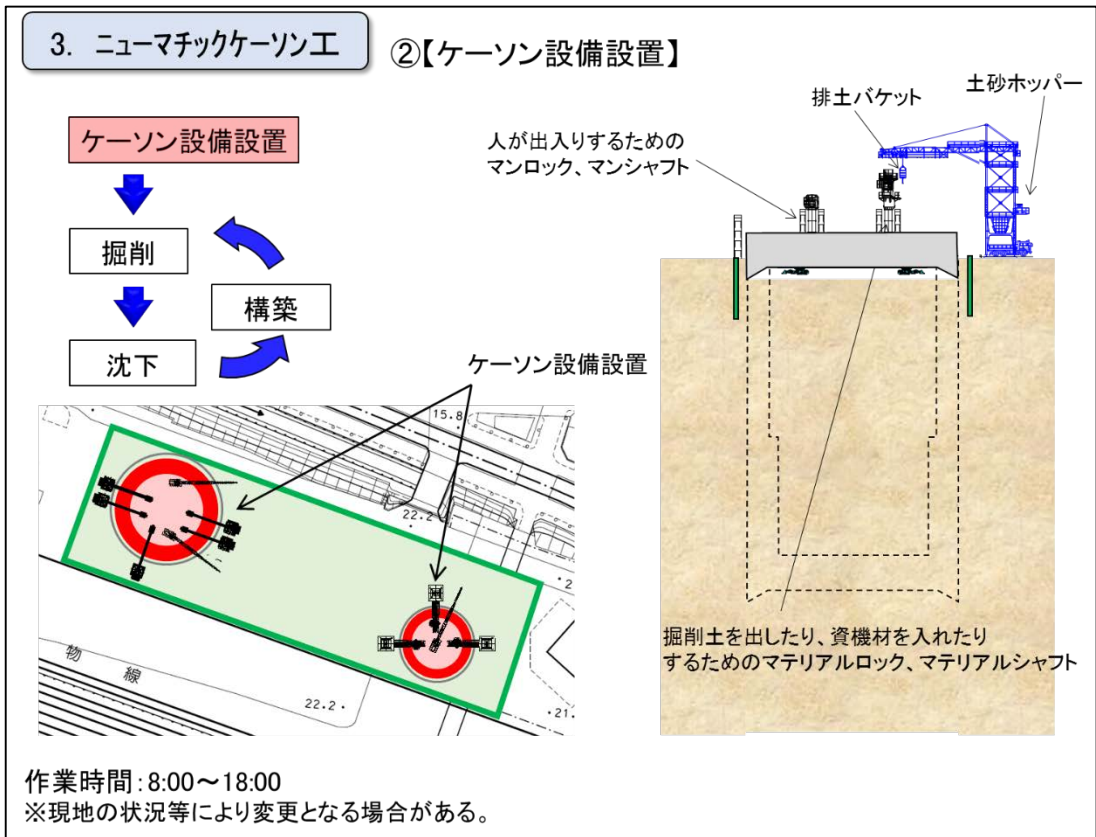 3. ニューマチックケーソン工
②【ケーソン設備設置】
ケーソン設備設置
掘削
沈下
構築
人が出入りするための
マンロック、マンシャフト
排土バケット
土砂ホッパー
ケーソン設備設置
15.8
22.2
物線
22.2
21.
掘削土を出したり、資機材を入れたり
するためのマテリアルロック、マテリアルシャフト
作業時間:8:00～18:00
※現地の状況等により変更となる場合がある。